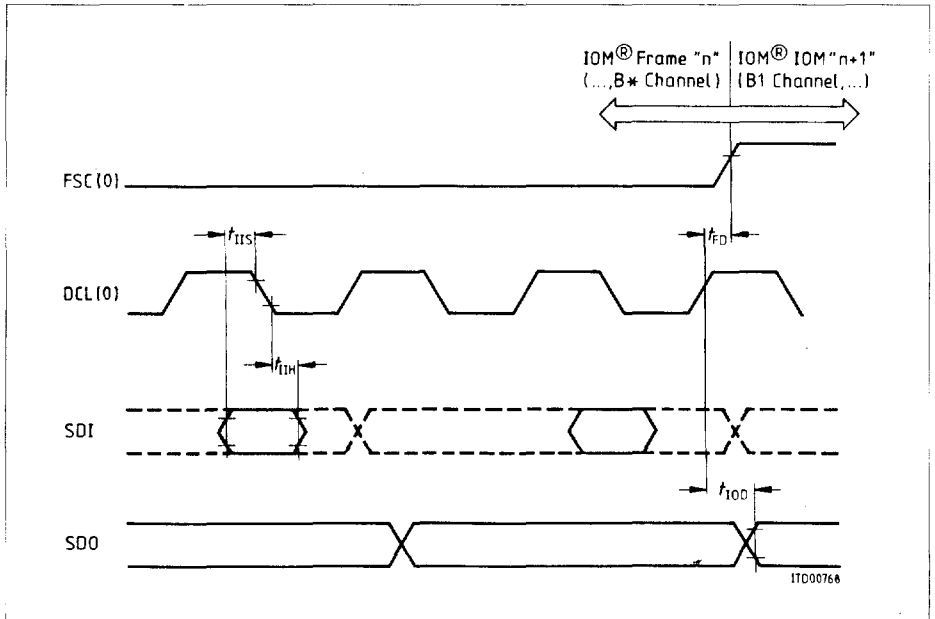 IOM® Frame "n" IOM® IOM "n+1"
(...,B* Channel) (B1 Channel,...)
FSC(0)
tIIS
tFD
DCL(0)
tIIH
SDI
tIOD
SDO
ITD00768